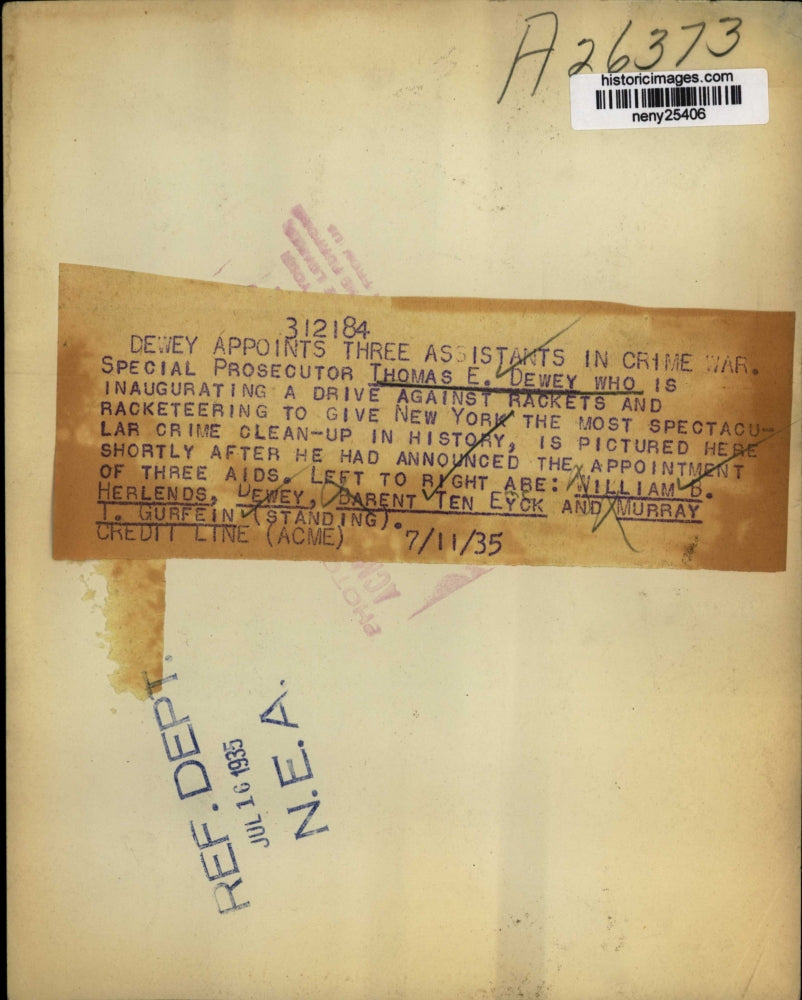 A26373
historicimages.com
neny25406
312184
DEWEY APPOINTS THREE ASSISTANTS IN CRIME WAR.
SPECIAL PROSECUTOR THOMAS E. DEWEY WHO IS
INAUGURATING A DRIVE AGAINST RACKETS AND
RACKETEERING TO GIVE NEW YORK THE MOST SPECTACU-
LAR CRIME CLEAN-UP IN HISTORY, IS PICTURED HERE
SHORTLY AFTER HE HAD ANNOUNCED THE APPOINTMENT
OF THREE AIDS. LEFT TO RIGHT ARE: WILLIAM B.
HERLENDS, DEWEY, BARENT TEN EYCK AND MURRAY
I. GURFEIN (STANDING).
CREDIT LINE (ACME) 7/11/35
REF. DEPT.
JUL 16 1935
N.E.A.